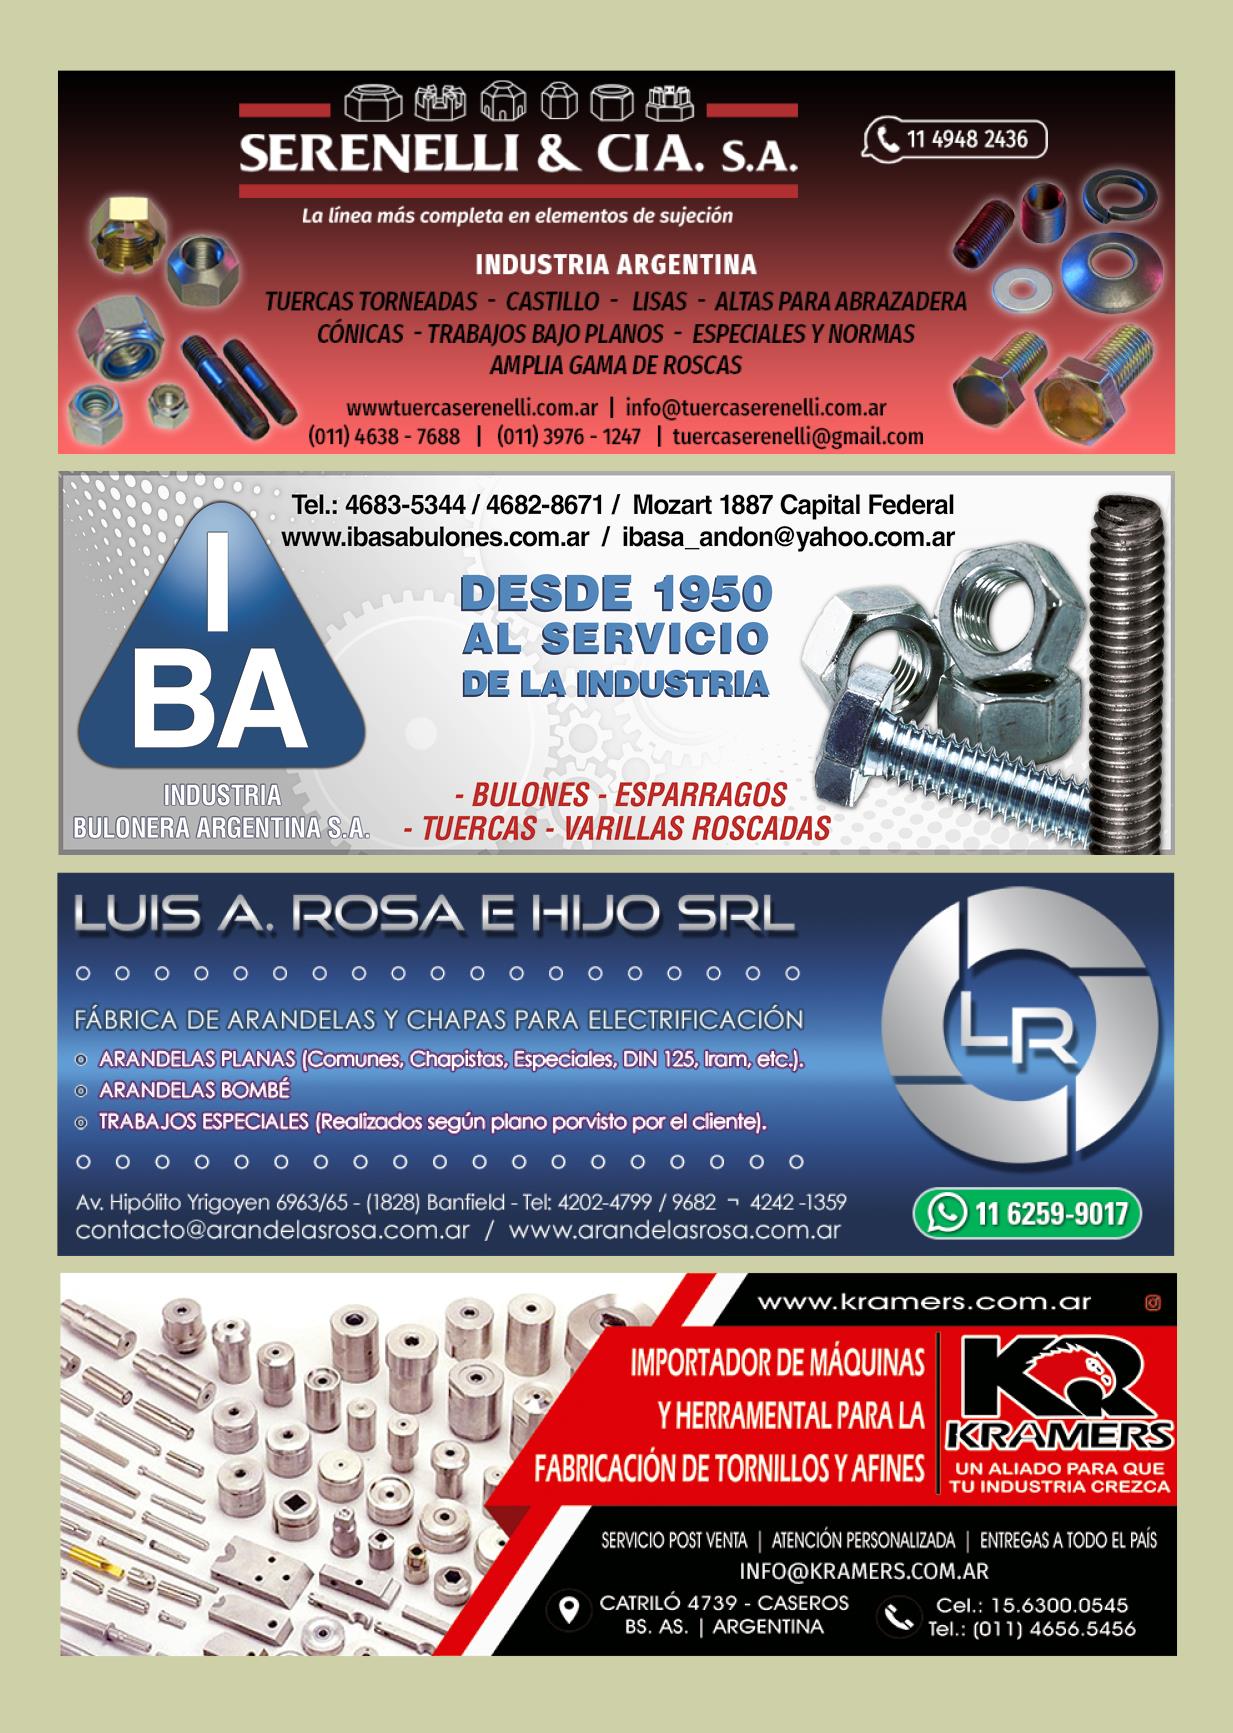 SERENELLI & CIA. S.A.
11 4948 2436
La línea más completa en elementos de sujeción
INDUSTRIA ARGENTINA
TUERCAS TORNEADAS - CASTILLO - LISAS - ALTAS PARA ABRAZADERA
CÓNICAS - TRABAJOS BAJO PLANOS - ESPECIALES Y NORMAS
AMPLIA GAMA DE ROSCAS
wwwtuercaserenelli.com.ar | info@tuercaserenelli.com.ar
(011) 4638 - 7688 | (011) 3976 - 1247 | tuercaserenelli@gmail.com
Tel.: 4683-5344 / 4682-8671 / Mozart 1887 Capital Federal
www.ibasabulones.com.ar / ibasa_andon@yahoo.com.ar
I
BA
DESDE 1950
AL SERVICIO
DE LA INDUSTRIA
INDUSTRIA
BULONERA ARGENTINA S.A.
- BULONES - ESPARRAGOS
- TUERCAS - VARILLAS ROSCADAS
LUIS A. ROSA E HIJO SRL
FÁBRICA DE ARANDELAS Y CHAPAS PARA ELECTRIFICACIÓN
ARANDELAS PLANAS (Comunes, Chapistas, Especiales, DIN 125, Iram, etc.).
ARANDELAS BOMBÉ
TRABAJOS ESPECIALES (Realizados según plano porvisto por el cliente).
LR
Av. Hipólito Yrigoyen 6963/65 - (1828) Banfield - Tel: 4202-4799 / 9682 ¬ 4242 -1359
contacto@arandelasrosa.com.ar / www.arandelasrosa.com.ar
11 6259-9017
www.kramers.com.ar
IMPORTADOR DE MÁQUINAS
Y HERRAMENTAL PARA LA
FABRICACIÓN DE TORNILLOS Y AFINES
KR
KRAMERS
UN ALIADO PARA QUE
TU INDUSTRIA CREZCA
SERVICIO POST VENTA | ATENCIÓN PERSONALIZADA | ENTREGAS A TODO EL PAÍS
INFO@KRAMERS.COM.AR
CATRILÓ 4739 - CASEROS
BS. AS. | ARGENTINA
Cel.: 15.6300.0545
Tel.: (011) 4656.5456